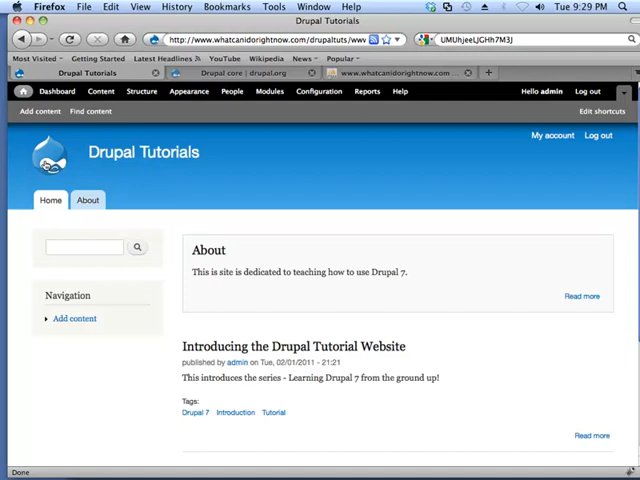 Firefox File Edit View History Bookmarks Tools Window Help Tue 9:29 PM
Drupal Tutorials
http://www.whatcanidorightnow.com/drupaltuts/www
Most Visited Getting Started Latest Headlines YouTube Wikipedia News Popular
Drupal Tutorials Drupal core | drupal.org www.whatcanidorightnow.com ...
Dashboard Content Structure Appearance People Modules Configuration Reports Help Hello admin Log out
Add content Find content Edit shortcuts
My account Log out
Drupal Tutorials
Home About
About
This is site is dedicated to teaching how to use Drupal 7.
Read more
Navigation
Add content
Introducing the Drupal Tutorial Website
published by admin on Tue, 02/01/2011 - 21:21
This introduces the series - Learning Drupal 7 from the ground up!
Tags:
Drupal 7 Introduction Tutorial
Read more
Done